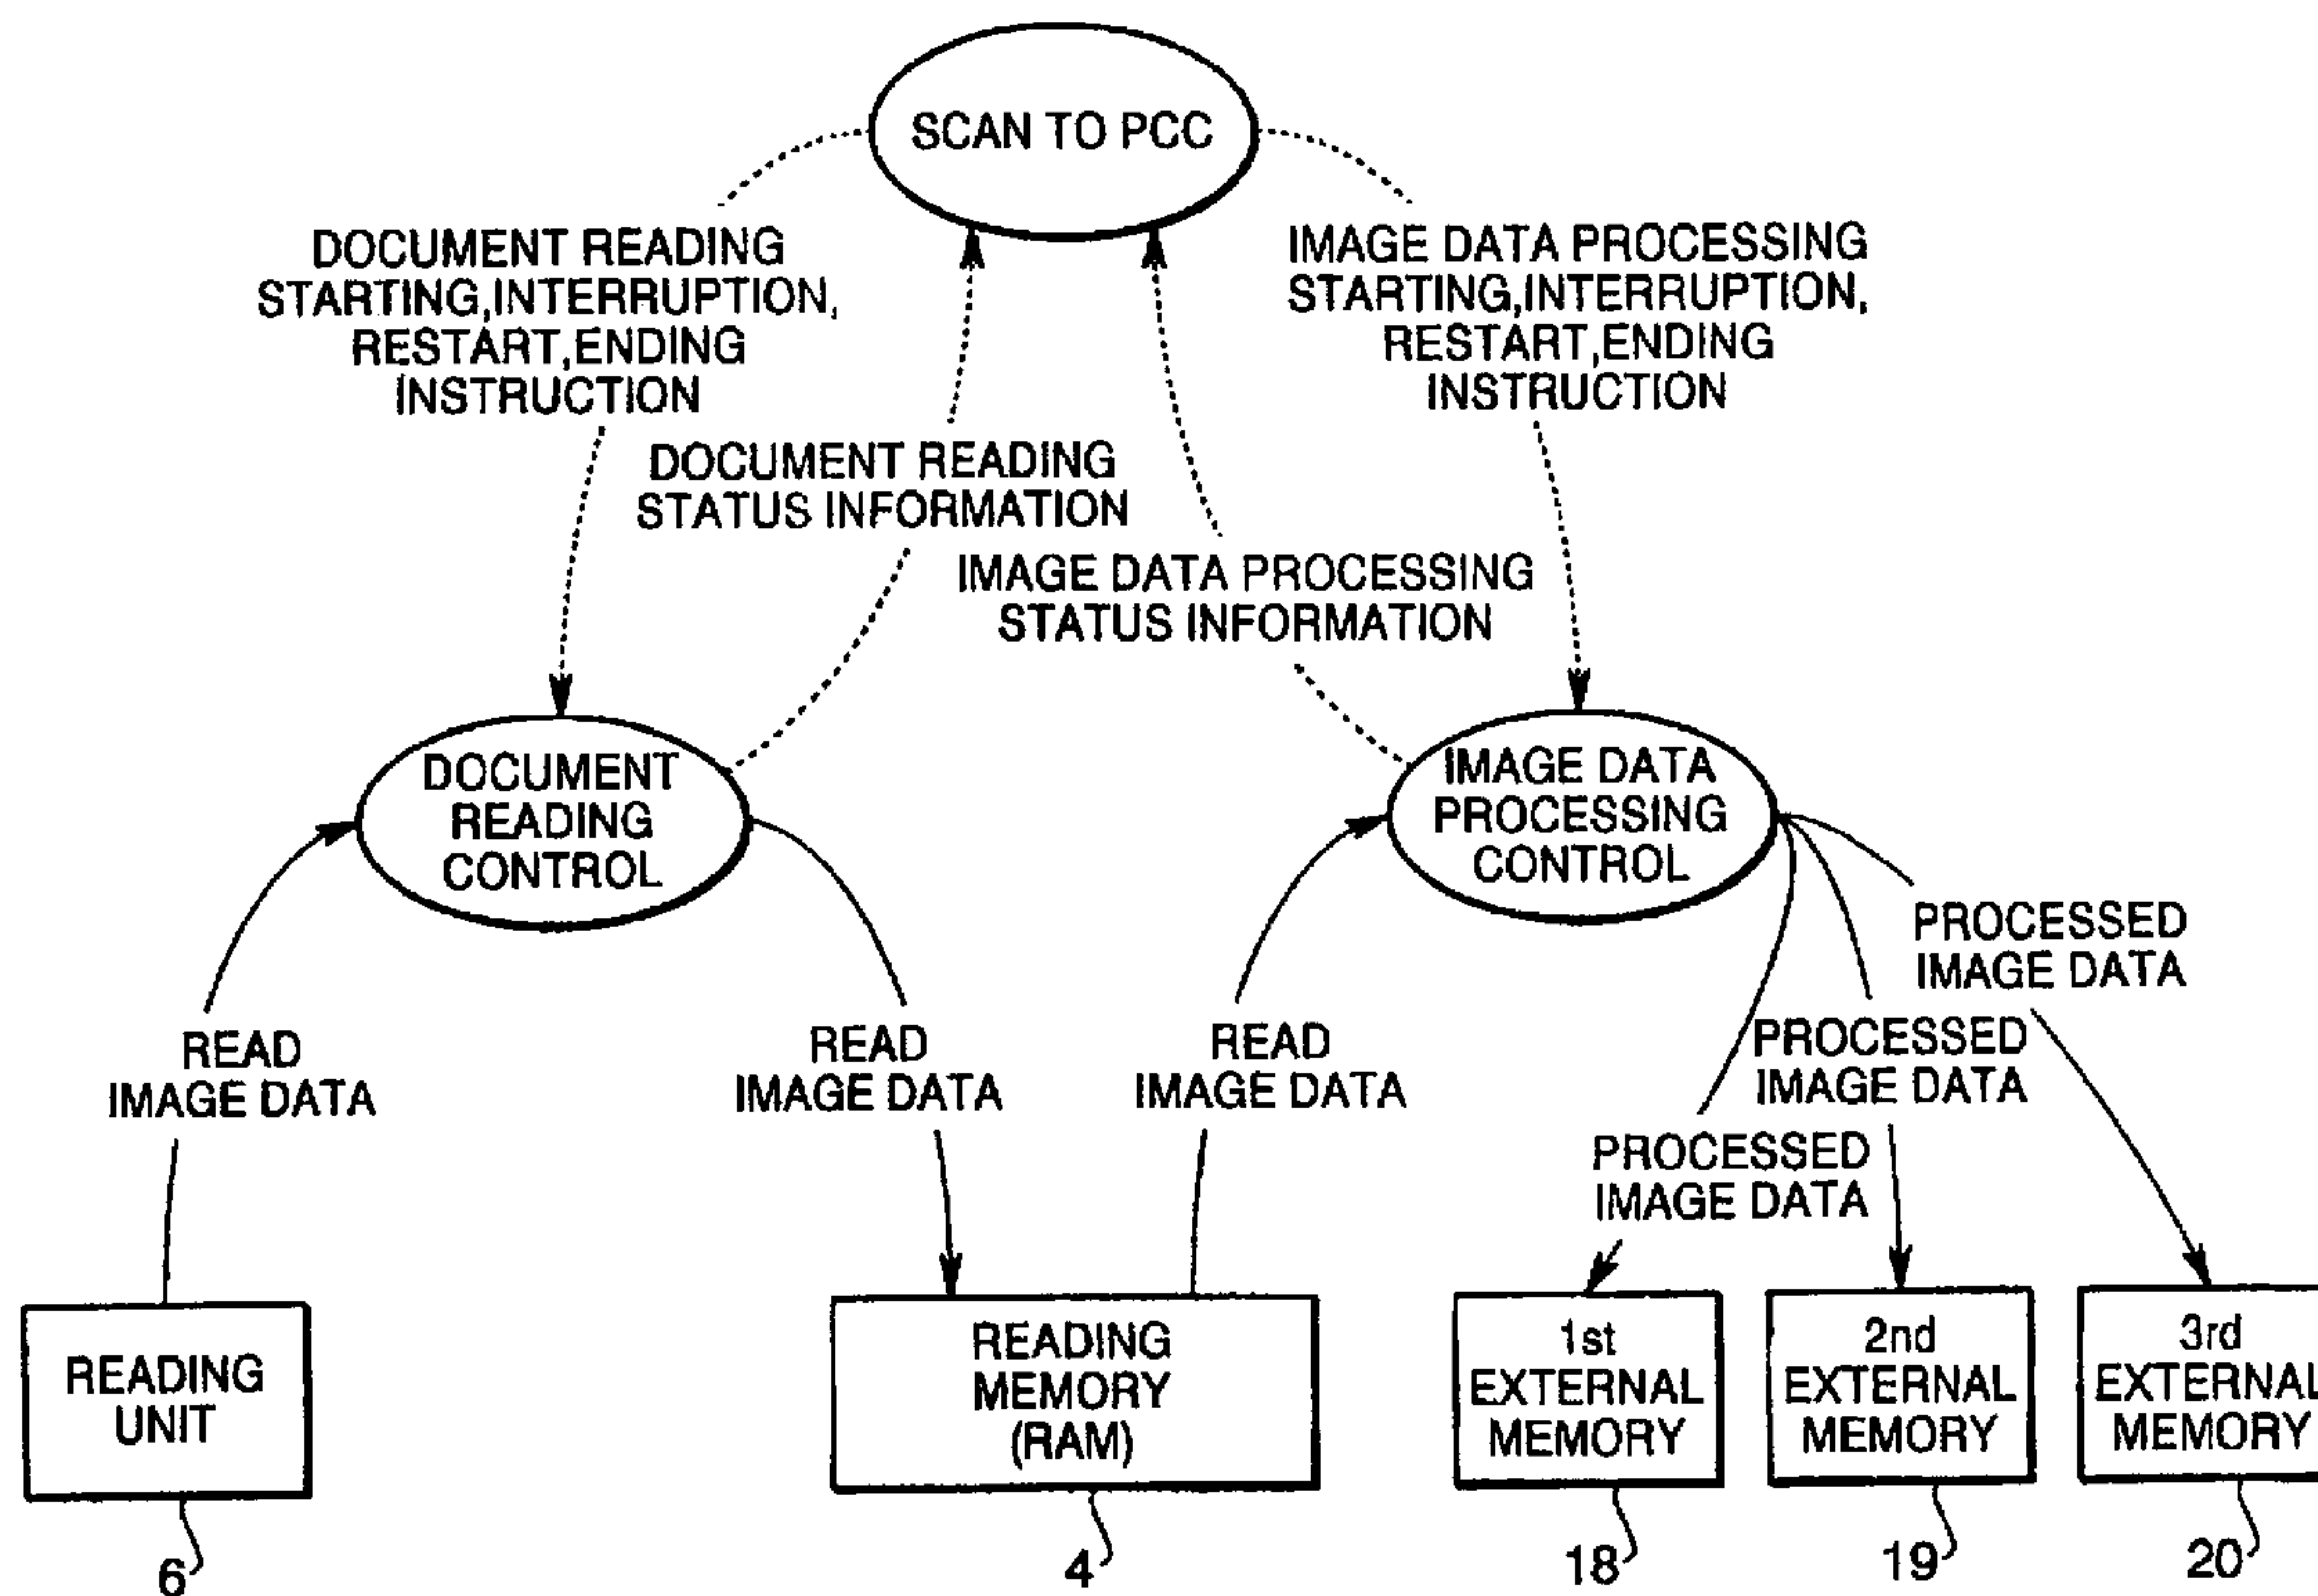 SCAN TO PCC
DOCUMENT READING
STARTING,INTERRUPTION,
RESTART,ENDING
INSTRUCTION
IMAGE DATA PROCESSING
STARTING,INTERRUPTION,
RESTART,ENDING
INSTRUCTION
DOCUMENT READING
STATUS INFORMATION
IMAGE DATA PROCESSING
STATUS INFORMATION
DOCUMENT
READING
CONTROL
IMAGE DATA
PROCESSING
CONTROL
READ
IMAGE DATA
READ
IMAGE DATA
READ
IMAGE DATA
PROCESSED
IMAGE DATA
PROCESSED
IMAGE DATA
PROCESSED
IMAGE DATA
READING
UNIT
READING
MEMORY
(RAM)
1st
EXTERNAL
MEMORY
2nd
EXTERNAL
MEMORY
3rd
EXTERNAL
MEMORY
6
4
18
19
20